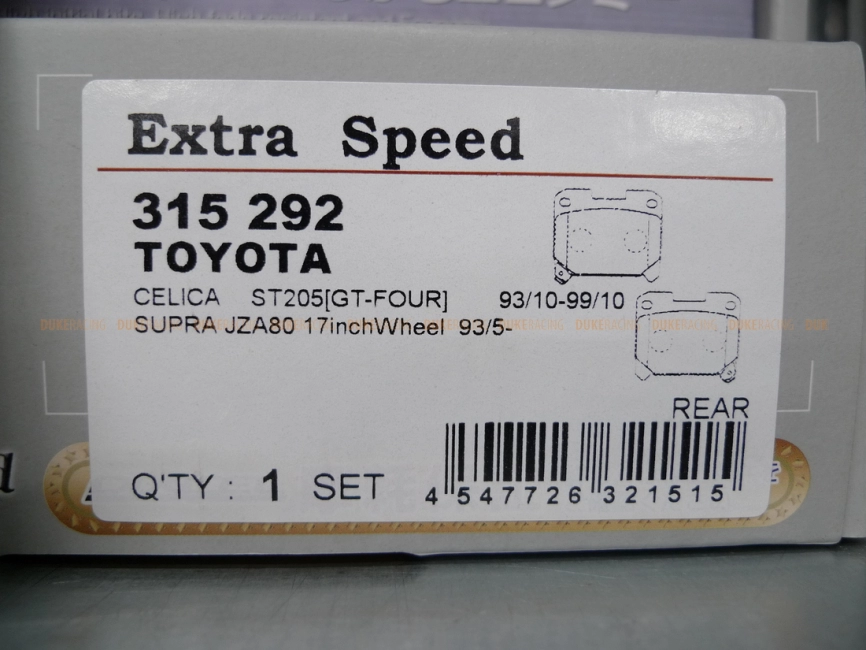 Extra Speed
315 292
TOYOTA
CELICA ST205[GT-FOUR] 93/10-99/10
SUPRA JZA80 17inchWheel 93/5-
REAR
Q'TY : 1 SET
4 547726 321515